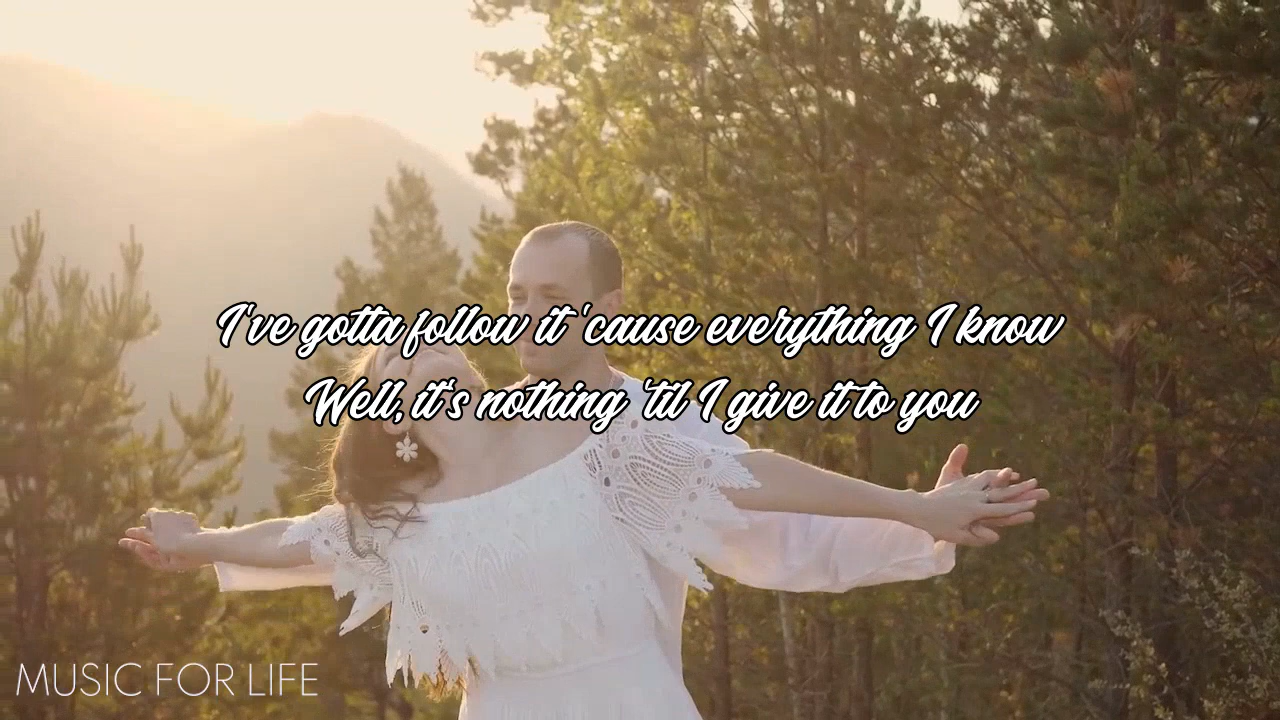 I've gotta follow it 'cause everything I know
Well, it's nothing 'til I give it to you
MUSIC FOR LIFE